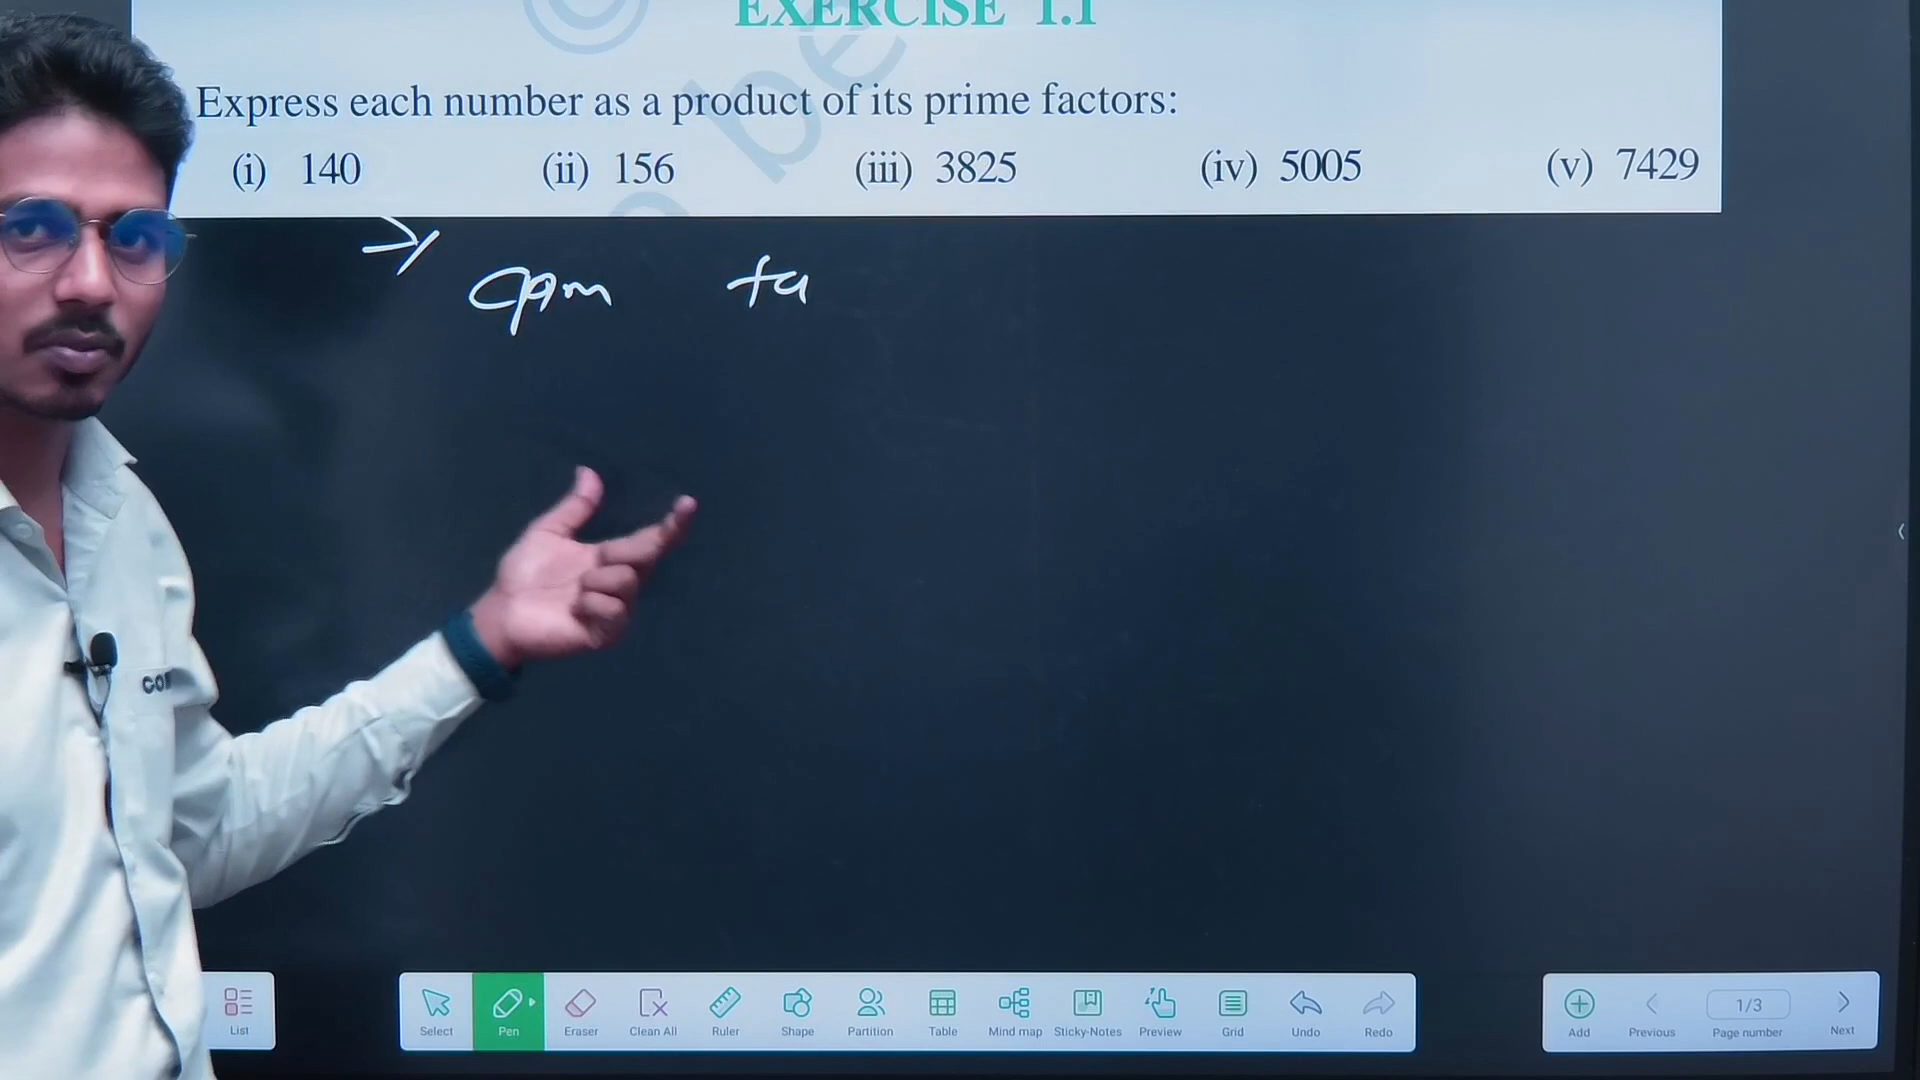 EXERCISE 1.1
Express each number as a product of its prime factors:
(i) 140 (ii) 156 (iii) 3825 (iv) 5005 (v) 7429
List
Select Pen Eraser Clean All Ruler Shape Partition Table Mind map Sticky-Notes Preview Grid Undo Redo
1/3
Add Previous Page number Next